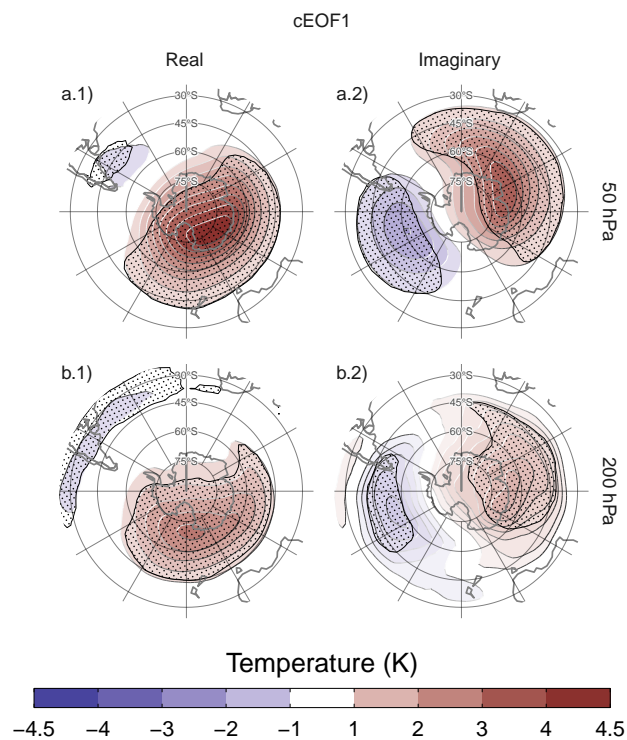 cEOF1
Real Imaginary
a.1) a.2)
30°S 30°S
45°S 45°S
60°S 60°S
75°S 75°S
50 hPa
b.1) b.2)
30°S 30°S
45°S 45°S
60°S 60°S
75°S 75°S
200 hPa
Temperature (K)
−4.5 −4 −3 −2 −1 1 2 3 4 4.5